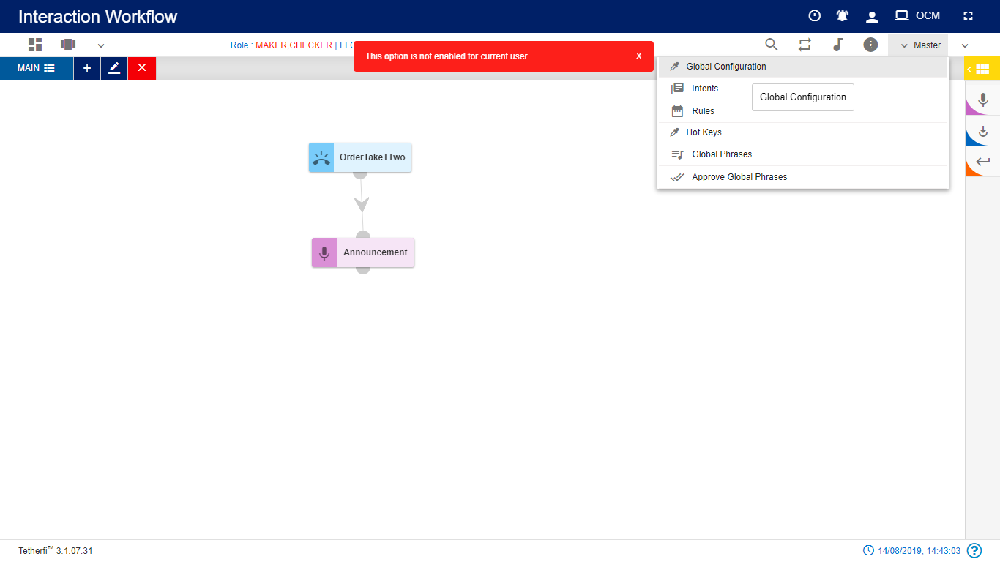 Interaction Workflow
OCM
Role : MAKER,CHECKER | FLO
This option is not enabled for current user X
Master
MAIN
Global Configuration
Intents
Global Configuration
Rules
Hot Keys
Global Phrases
Approve Global Phrases
OrderTakeTTwo
Announcement
Tetherfi™ 3.1.07.31
14/08/2019, 14:43:03